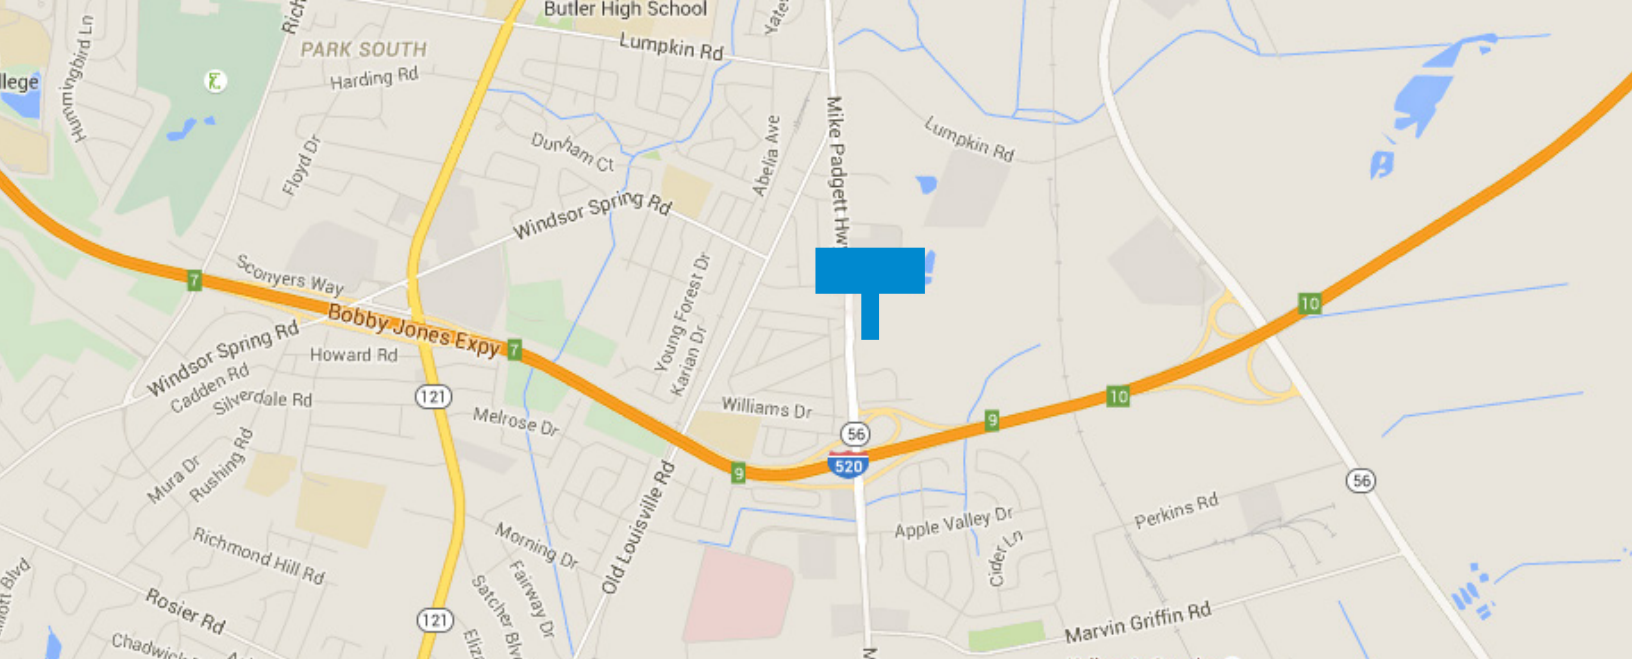 Butler High School
Lumpkin Rd
PARK SOUTH
Harding Rd
Hummingbird Ln
Floyd Dr
Durham Ct
Abelia Ave
Mike Padgett Hwy
Lumpkin Rd
Windsor Spring Rd
Sconyers Way
7
Bobby Jones Expy
7
Young Forest Dr
Karian Dr
10
10
Windsor Spring Rd
Howard Rd
Cadden Rd
Silverdale Rd
121
Melrose Dr
Williams Dr
56
520
9
9
56
Mura Dr
Rushing Rd
Old Louisville Rd
Apple Valley Dr
Cider Ln
Perkins Rd
Morning Dr
Fairway Dr
Richmond Hill Rd
Rosier Rd
121
Marvin Griffin Rd